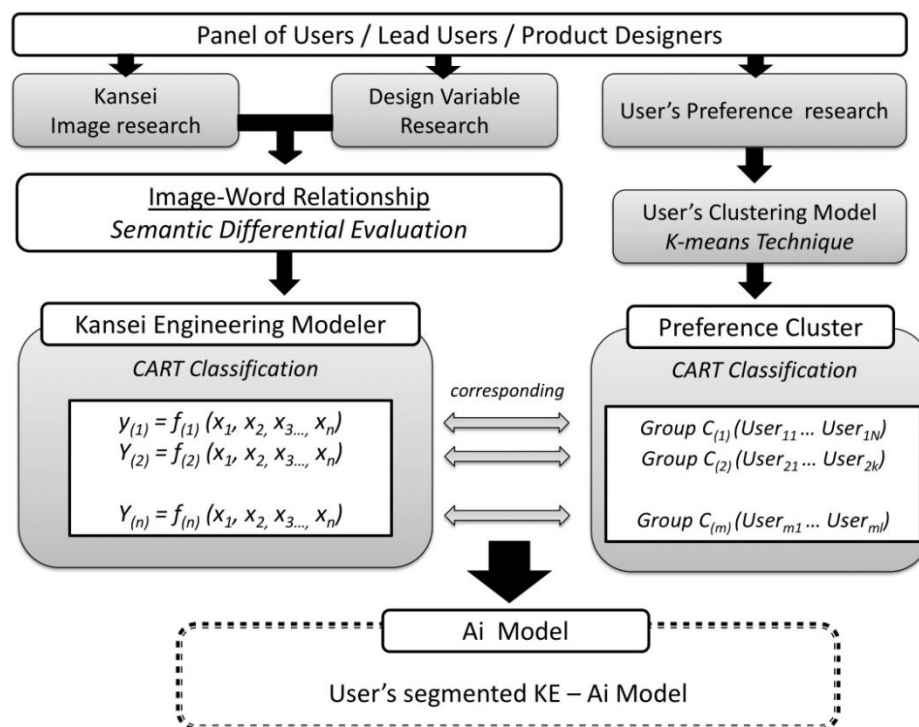 Panel of Users / Lead Users / Product Designers
Kansei
Image research
Design Variable
Research
User's Preference research
Image-Word Relationship
Semantic Differential Evaluation
User's Clustering Model
K-means Technique
Kansei Engineering Modeler
CART Classification
y(1) = f(1) (x1, x2, x3..., xn)
Y(2) = f(2) (x1, x2, x3..., xn)
Y(n) = f(n) (x1, x2, x3..., xn)
corresponding
Preference Cluster
CART Classification
Group C(1) (User11 ... User1N)
Group C(2) (User21 ... User2k)
Group C(m) (Userm1 ... Userml)
Ai Model
User's segmented KE – Ai Model